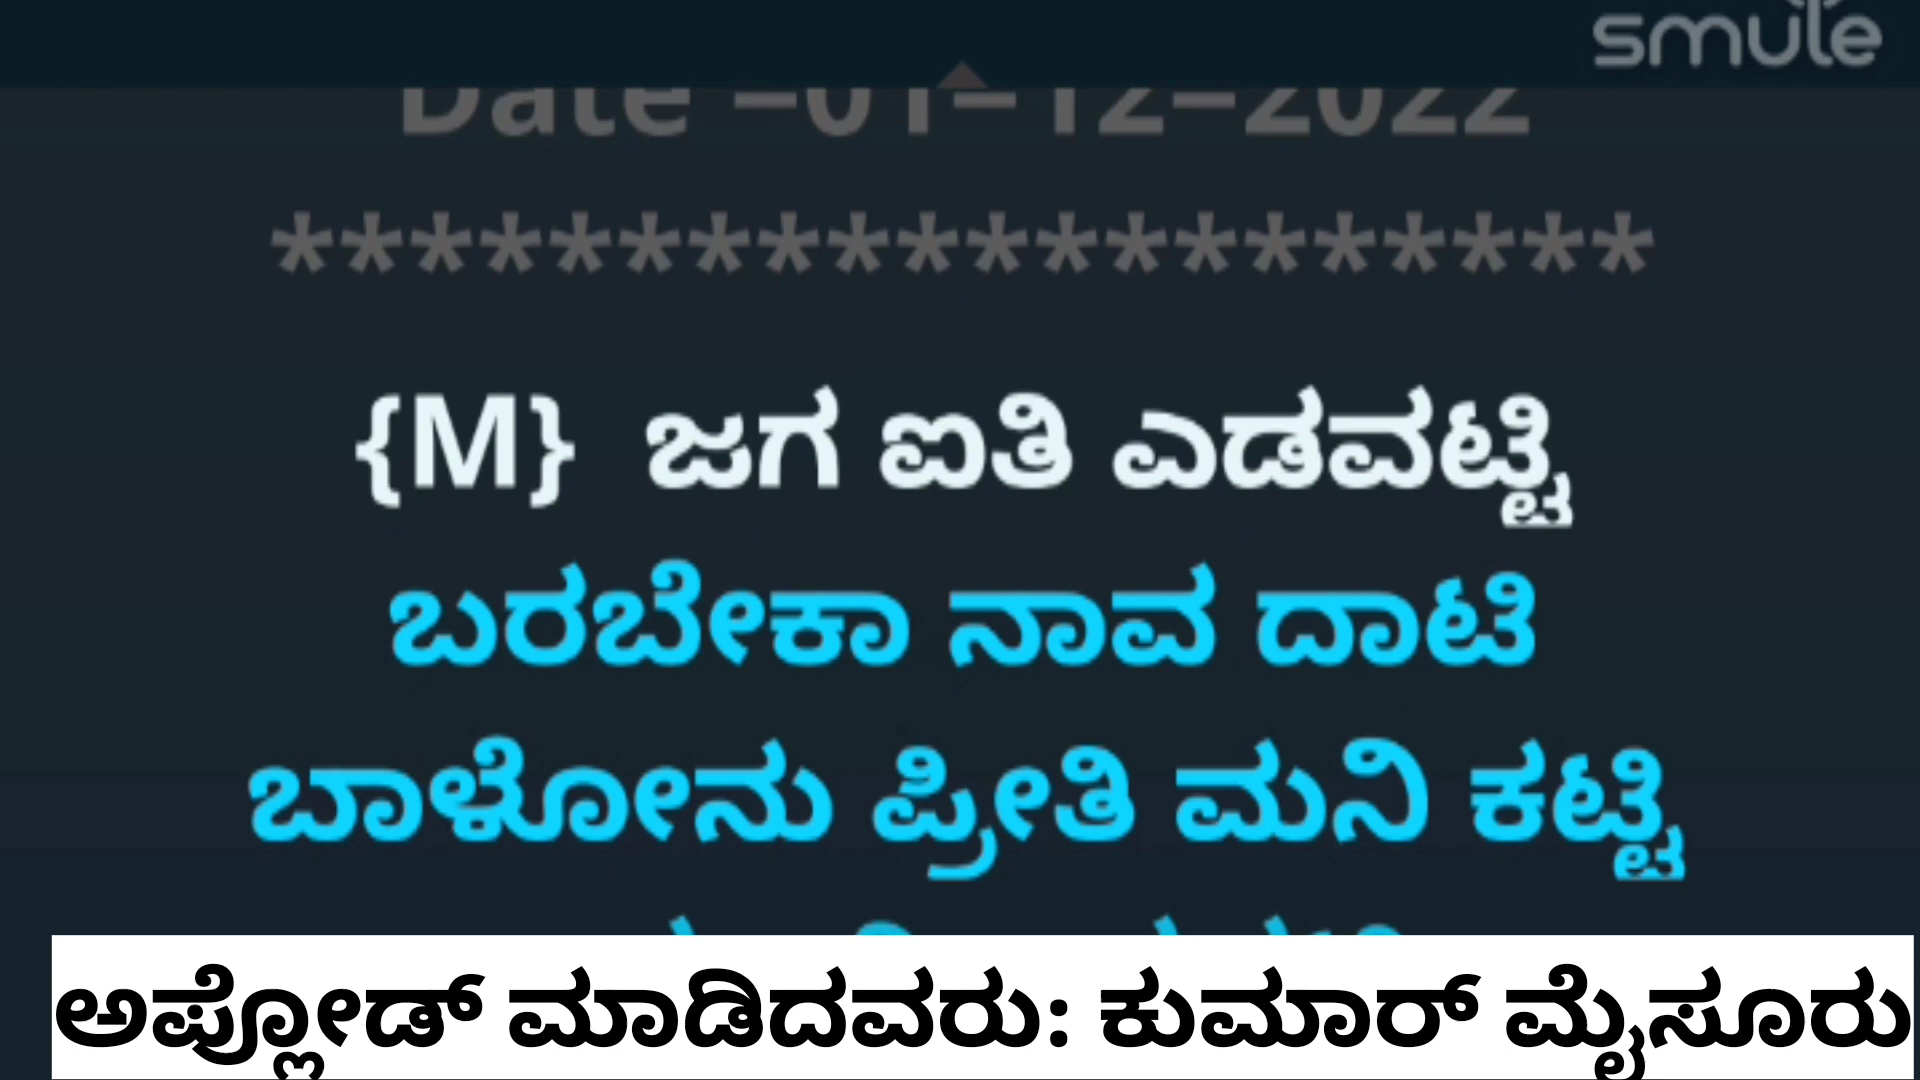 smule
Date –01–12–2022
********************
{M} ಜಗ ಐತಿ ಎಡವಟ್ಟಿ
ಬರಬೇಕಾ ನಾವ ದಾಟಿ
ಬಾಳೋನು ಪ್ರೀತಿ ಮನಿ ಕಟ್ಟಿ
ಅಪ್ಲೋಡ್ ಮಾಡಿದವರು: ಕುಮಾರ್ ಮೈಸೂರು